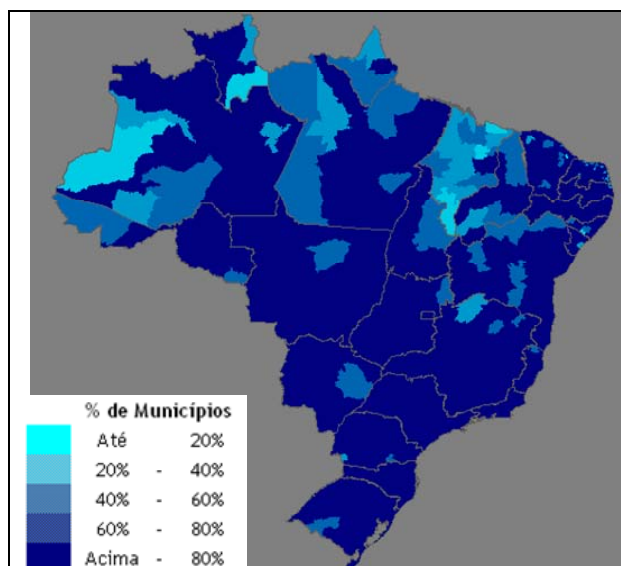 % de Municípios
Até 20%
20% - 40%
40% - 60%
60% - 80%
Acima - 80%